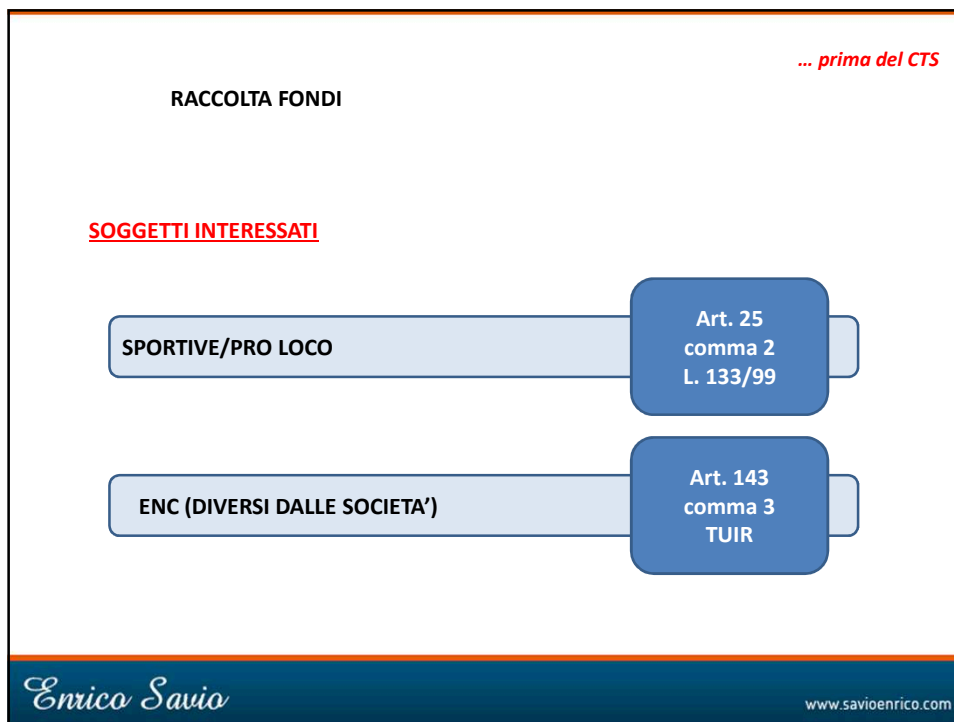 ... prima del CTS
RACCOLTA FONDI
SOGGETTI INTERESSATI
SPORTIVE/PRO LOCO
Art. 25
comma 2
L. 133/99
ENC (DIVERSI DALLE SOCIETA’)
Art. 143
comma 3
TUIR
Enrico Savio
www.savioenrico.com